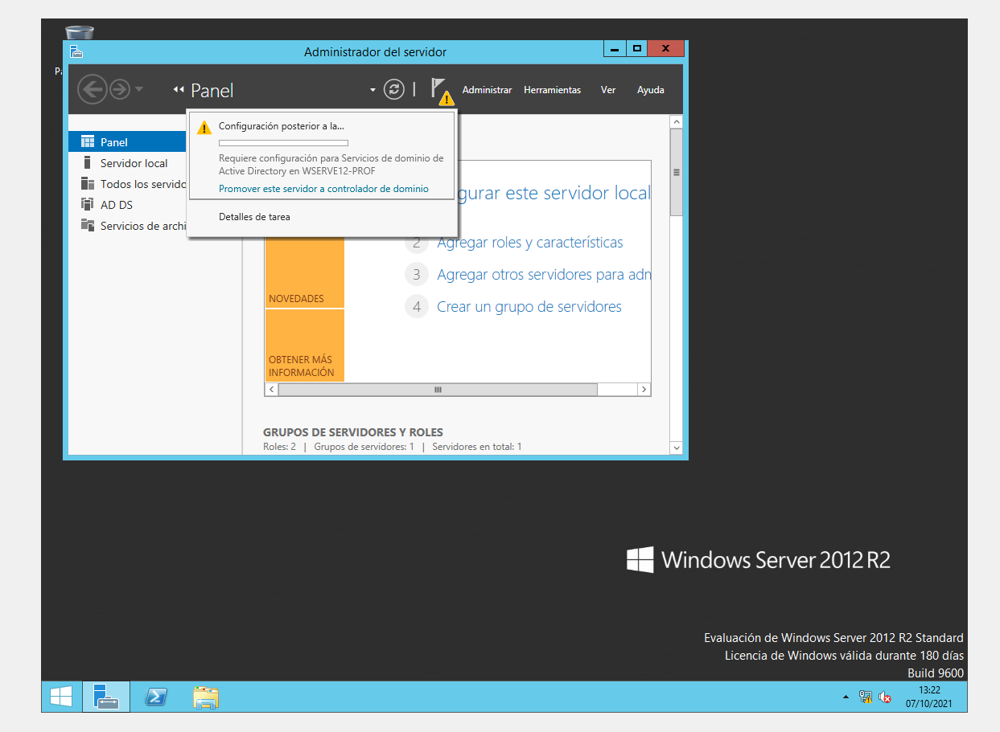 Administrador del servidor
Panel
Administrar Herramientas Ver Ayuda
Configuración posterior a la...
Requiere configuración para Servicios de dominio de
Active Directory en WSERVE12-PROF
Promover este servidor a controlador de dominio
Detalles de tarea
Panel
Servidor local
Todos los servido
AD DS
Servicios de archi
gurar este servidor local
2 Agregar roles y características
3 Agregar otros servidores para adn
4 Crear un grupo de servidores
NOVEDADES
OBTENER MÁS
INFORMACIÓN
GRUPOS DE SERVIDORES Y ROLES
Roles: 2 | Grupos de servidores: 1 | Servidores en total: 1
Windows Server 2012 R2
Evaluación de Windows Server 2012 R2 Standard
Licencia de Windows válida durante 180 días
Build 9600
13:22
07/10/2021